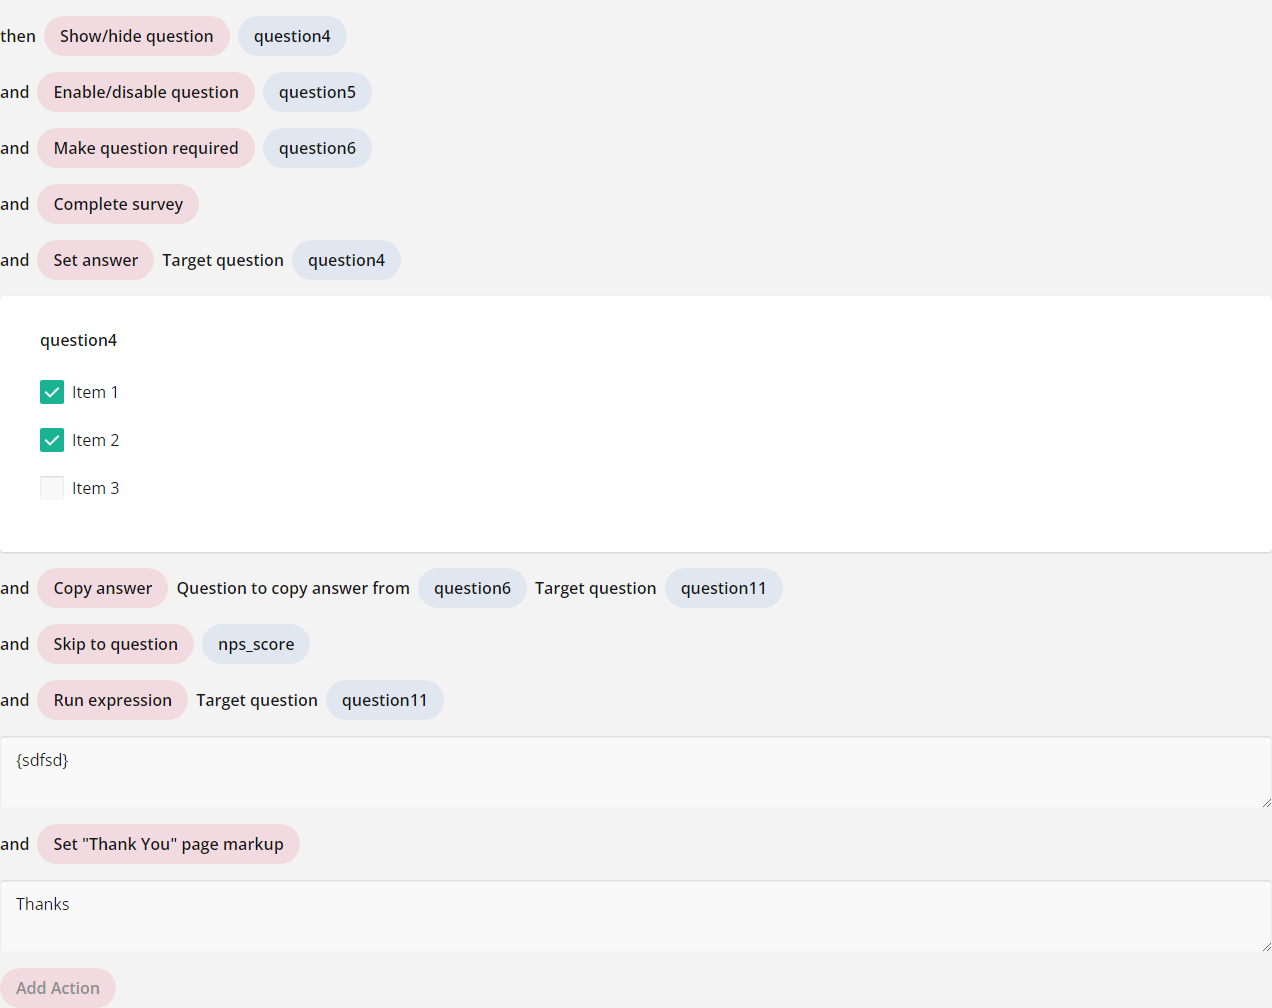 then Show/hide question question4
and Enable/disable question question5
and Make question required question6
and Complete survey
and Set answer Target question question4
question4
Item 1
Item 2
Item 3
and Copy answer Question to copy answer from question6 Target question question11
and Skip to question nps_score
and Run expression Target question question11
{sdfsd}
and Set "Thank You" page markup
Thanks
Add Action